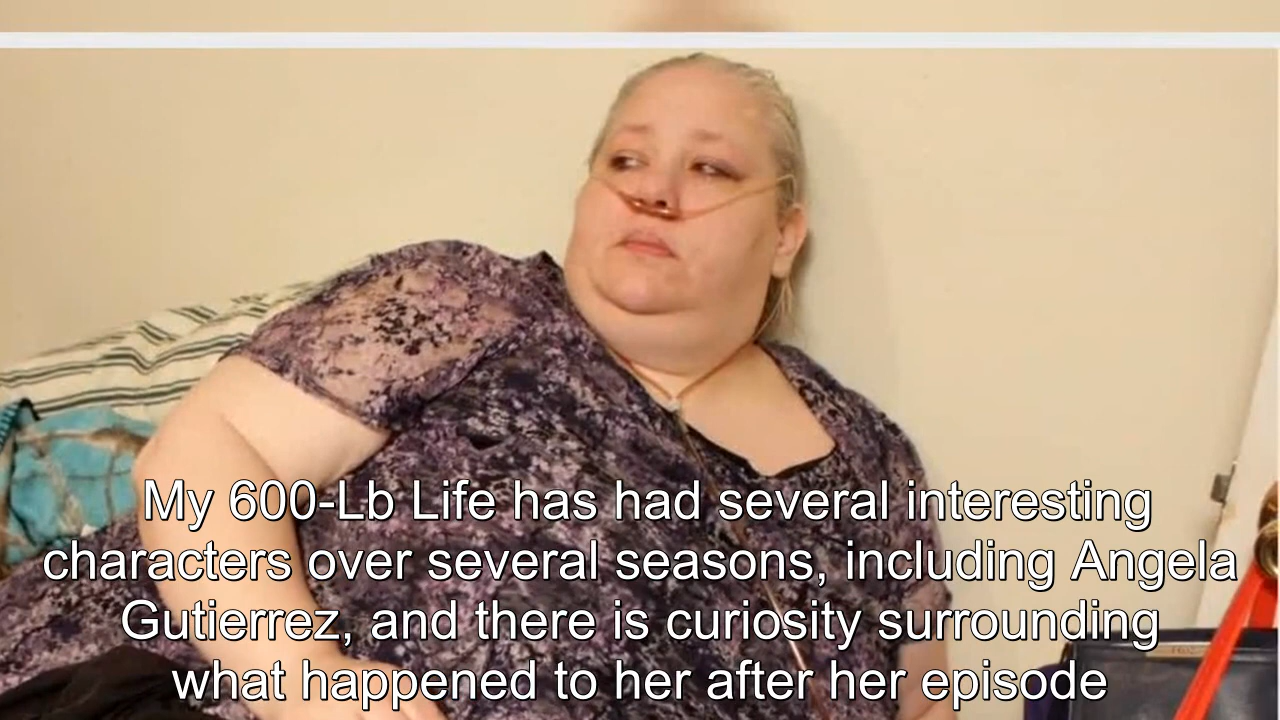 My 600-Lb Life has had several interesting
characters over several seasons, including Angela
Gutierrez, and there is curiosity surrounding
what happened to her after her episode